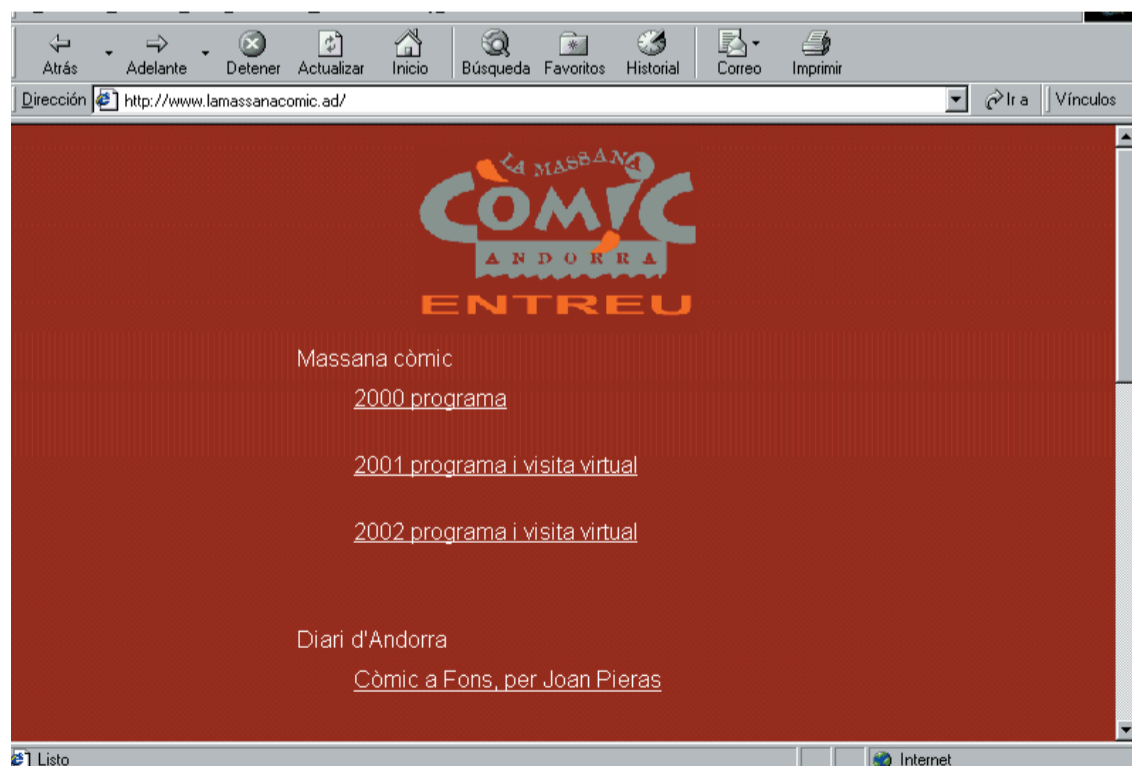 Atrás Adelante Detener Actualizar Inicio Búsqueda Favoritos Historial Correo Imprimir
Dirección http://www.lamassanacomic.ad/ Ir a Vínculos
LA MASSANA
CÒMIC
ANDORRA
ENTREU
Massana còmic
2000 programa
2001 programa i visita virtual
2002 programa i visita virtual
Diari d'Andorra
Còmic a Fons, per Joan Pieras
Listo Internet